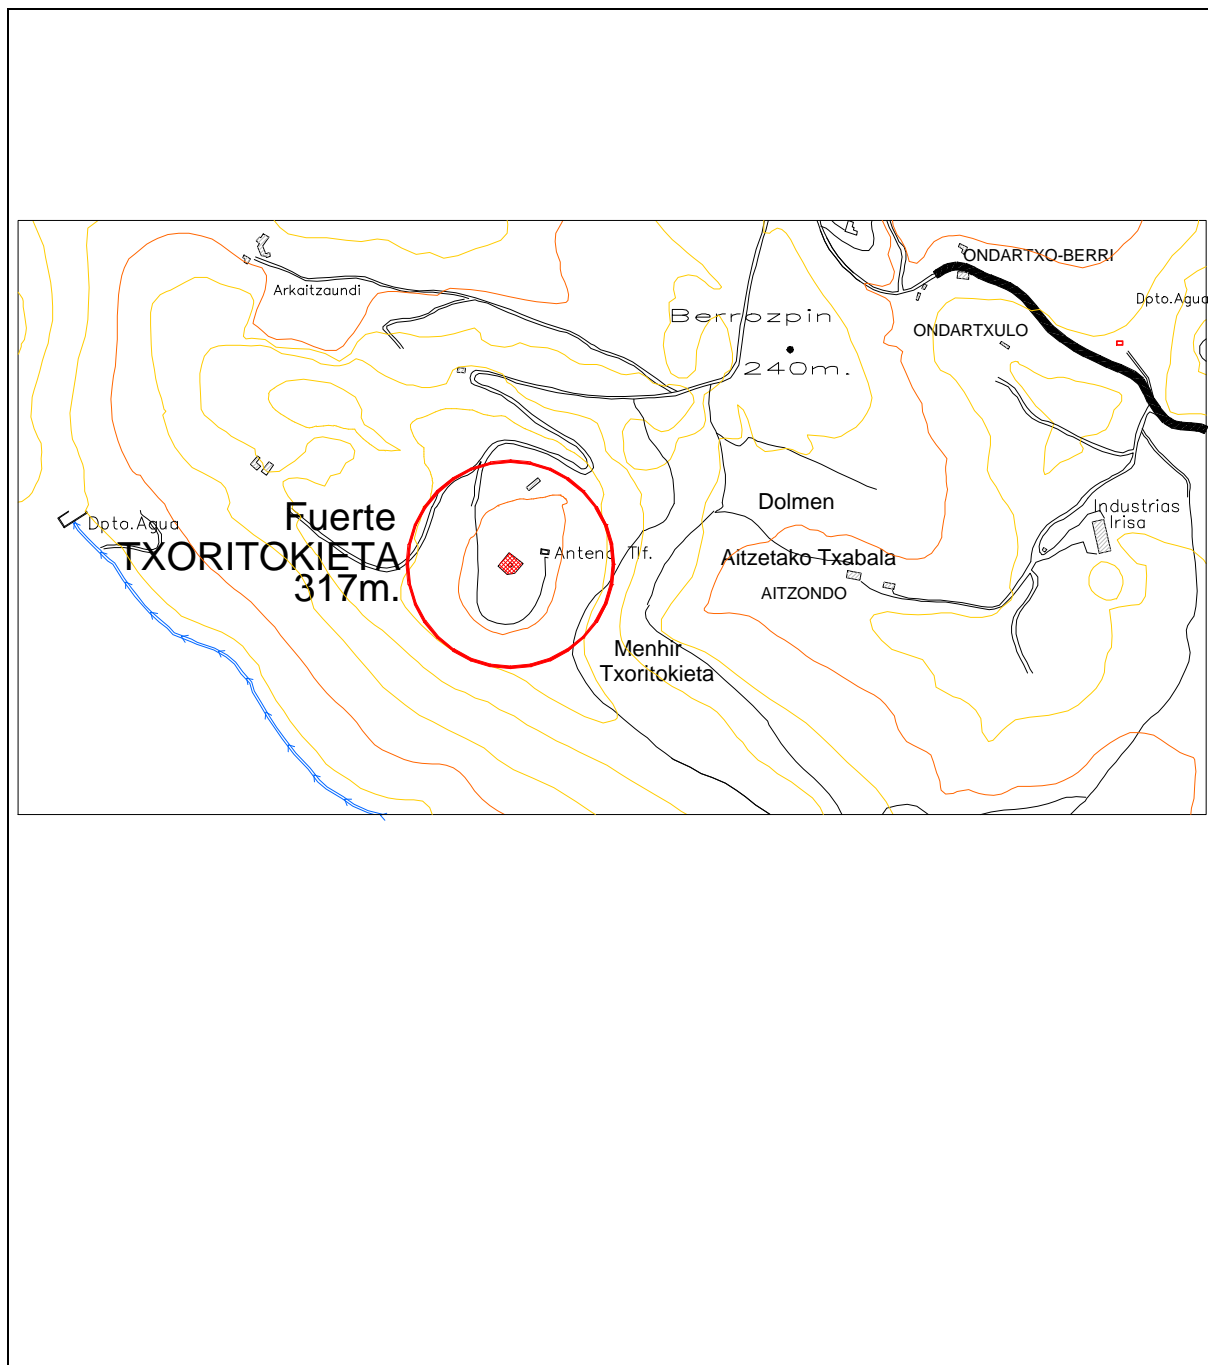 ONDARTXO-BERRI
Arkaitzaundi
Dpto.Agua
Berrozpin
ONDARTXULO
240m.
Dolmen
Industrias
Irisa
Fuerte
Dpto.Agua
TXORITOKIETA
Antena Tlf.
Aitzetako Txabala
317m.
AITZONDO
Menhir
Txoritokieta